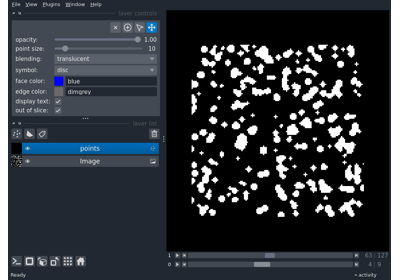 File View Plugins Window Help
layer controls
opacity: 1.00
point size: 10
blending: translucent
symbol: disc
face color: blue
edge color: dimgrey
display text:
out of slice:
layer list
points
Image
1 63 127
0 4 9
Ready activity